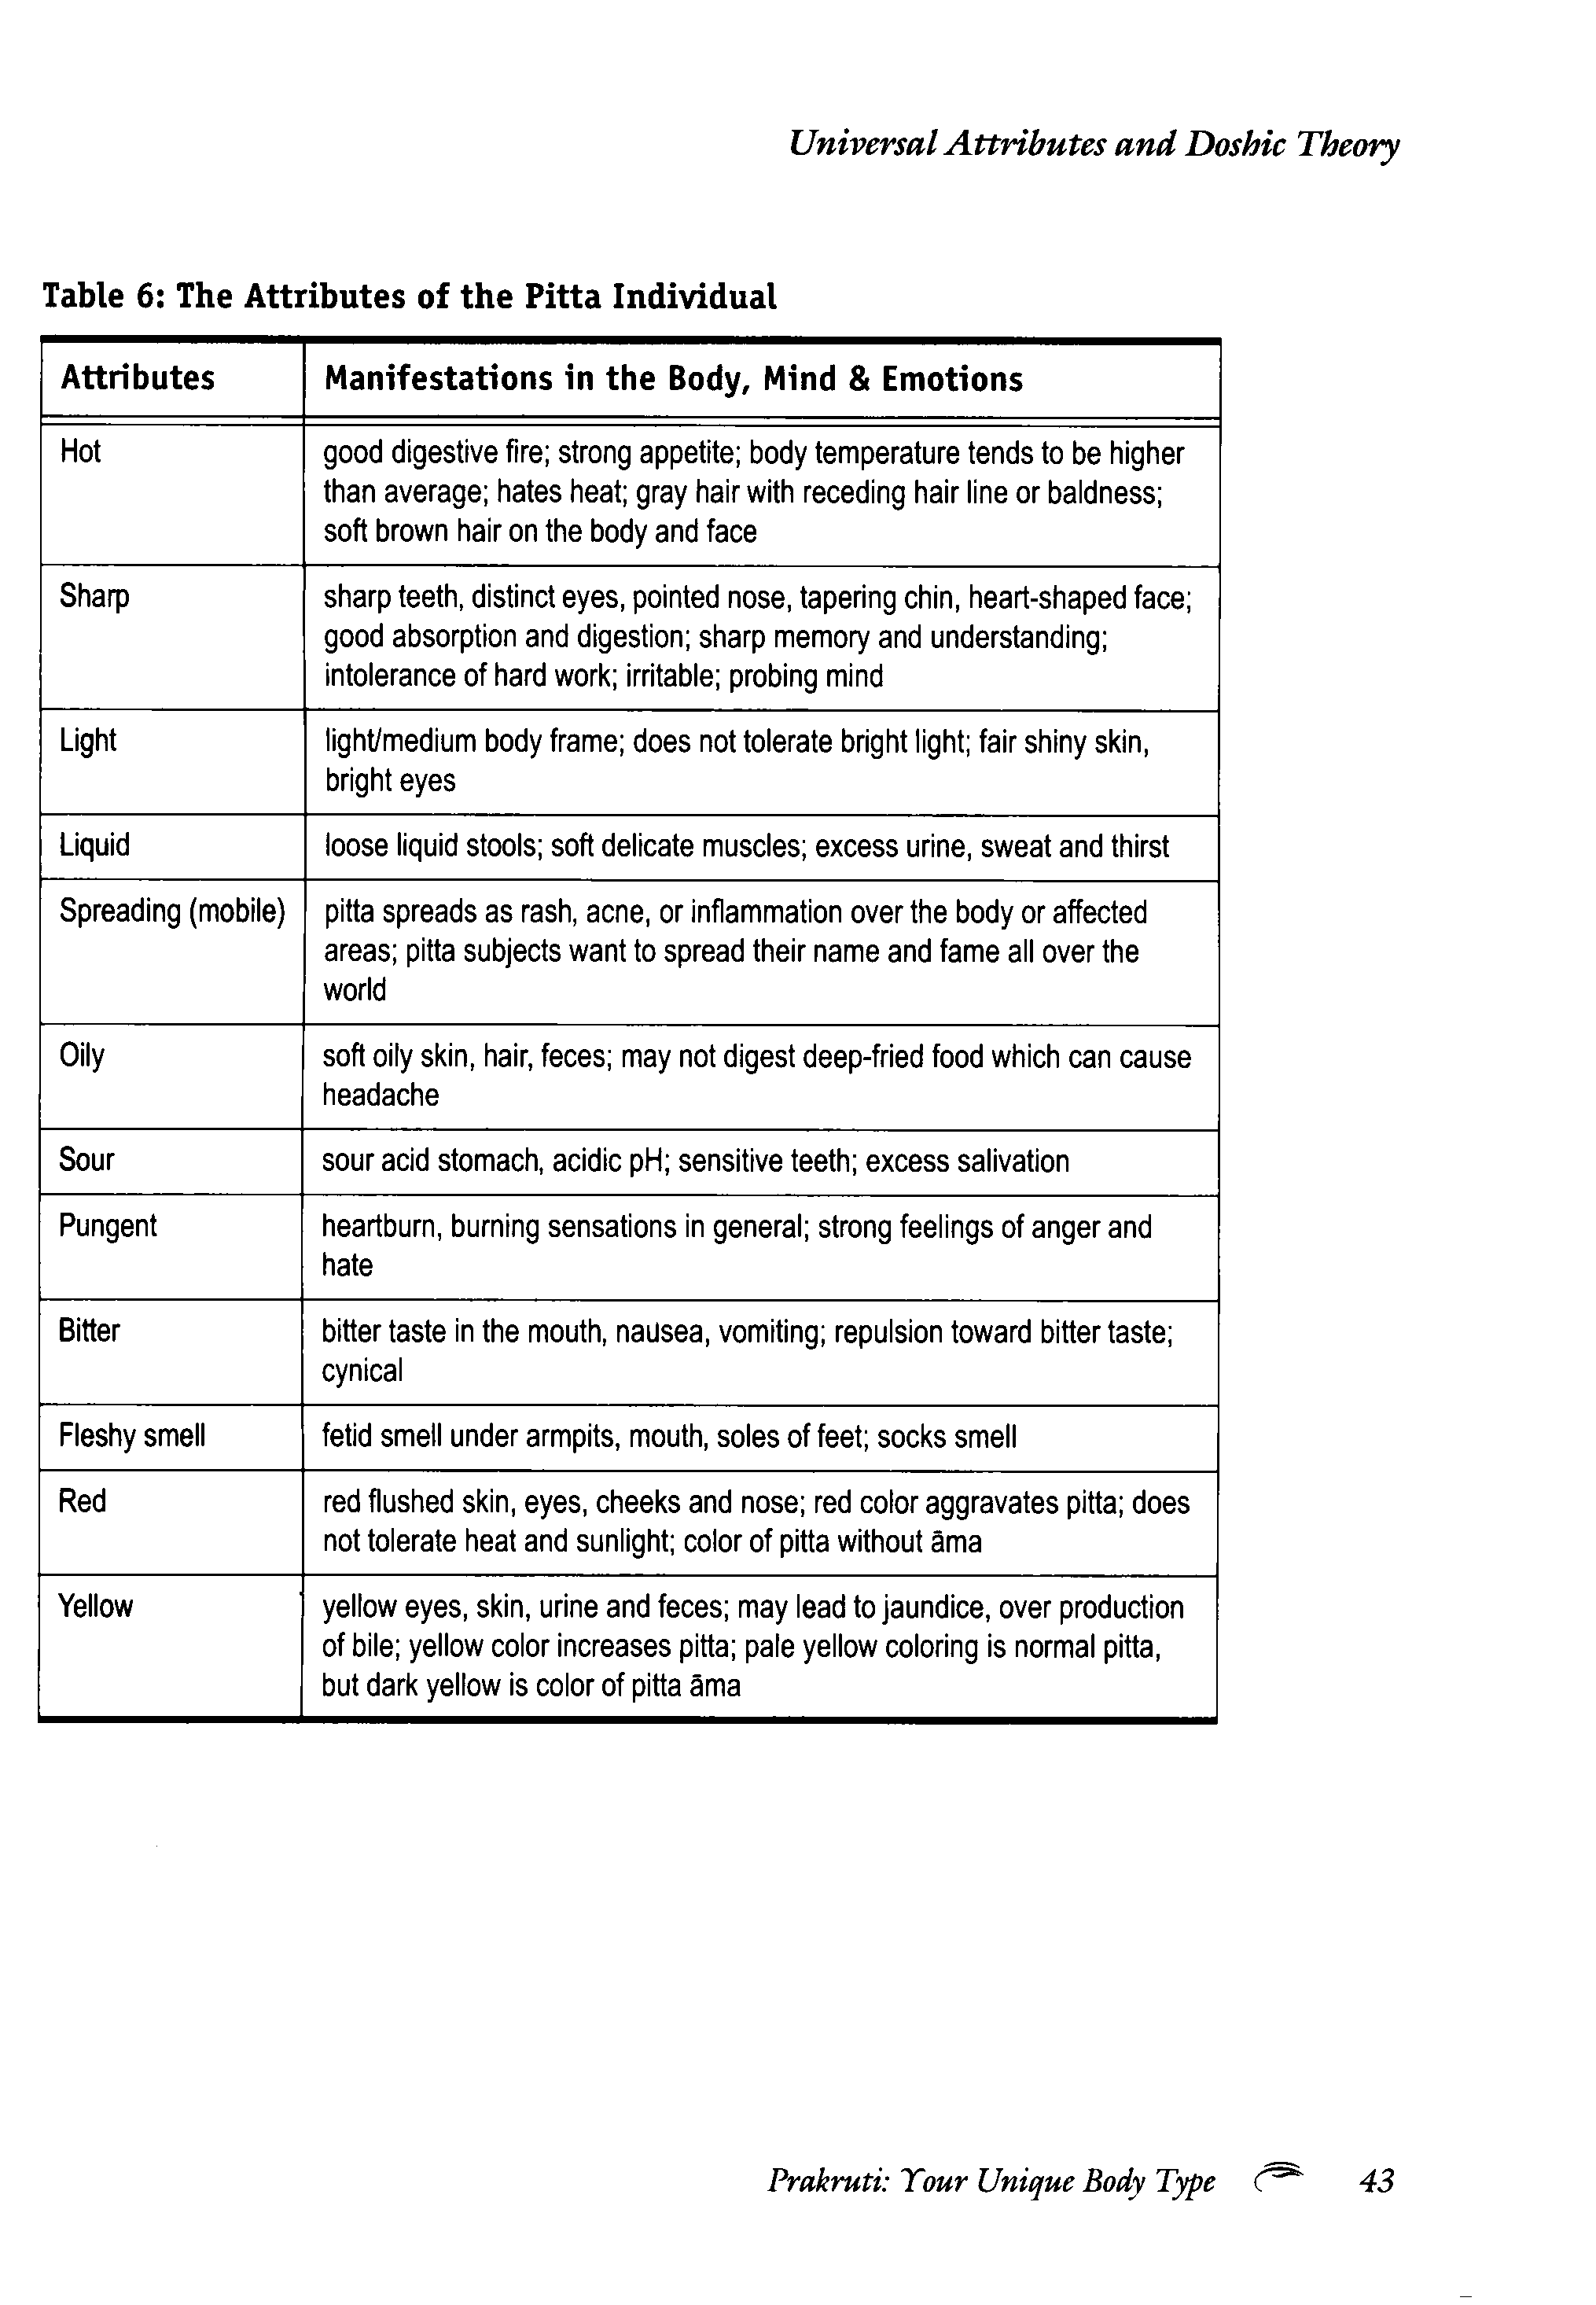 Universal Attributes and Doshic Theory
Table 6: The Attributes of the Pitta Individual
Attributes Manifestations in the Body, Mind & Emotions
Hot good digestive fire; strong appetite; body temperature tends to be higher
than average; hates heat; gray hair with receding hair line or baldness;
soft brown hair on the body and face
Sharp sharp teeth, distinct eyes, pointed nose, tapering chin, heart-shaped face;
good absorption and digestion; sharp memory and understanding;
intolerance of hard work; irritable; probing mind
Light light/medium body frame; does not tolerate bright light; fair shiny skin,
bright eyes
Liquid loose liquid stools; soft delicate muscles; excess urine, sweat and thirst
Spreading (mobile) pitta spreads as rash, acne, or inflammation over the body or affected
areas; pitta subjects want to spread their name and fame all over the
world
Oily soft oily skin, hair, feces; may not digest deep-fried food which can cause
headache
Sour sour acid stomach, acidic pH; sensitive teeth; excess salivation
Pungent heartburn, burning sensations in general; strong feelings of anger and
hate
Bitter bitter taste in the mouth, nausea, vomiting; repulsion toward bitter taste;
cynical
Fleshy smell fetid smell under armpits, mouth, soles of feet; socks smell
Red red flushed skin, eyes, cheeks and nose; red color aggravates pitta; does
not tolerate heat and sunlight; color of pitta without āma
Yellow yellow eyes, skin, urine and feces; may lead to jaundice, over production
of bile; yellow color increases pitta; pale yellow coloring is normal pitta,
but dark yellow is color of pitta āma
Prakruti: Your Unique Body Type 43